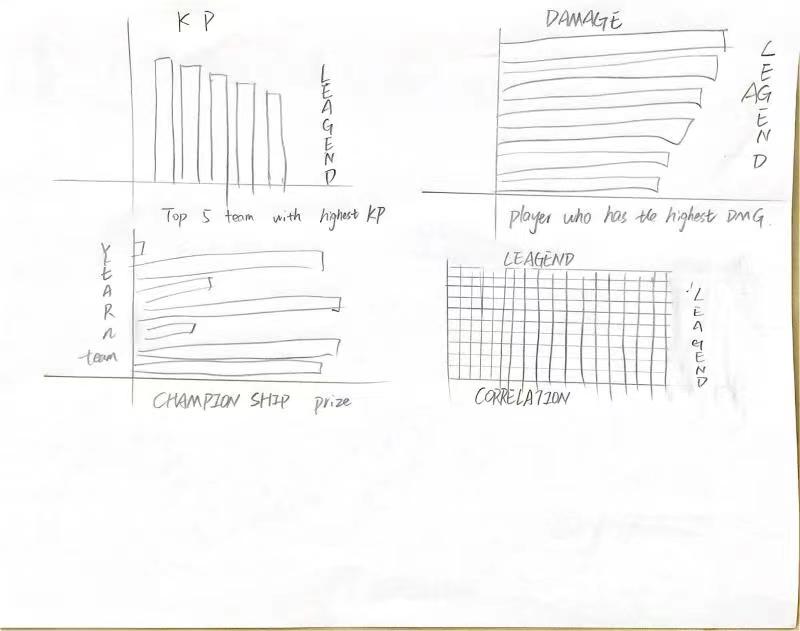 KP
LEAGEND
Top 5 team with highest KP
DAMAGE
LEAGEND
player who has the highest DMG.
YEAR n
team
CHAMPION SHIP prize
LEAGEND
LEAGEND
CORRELATION